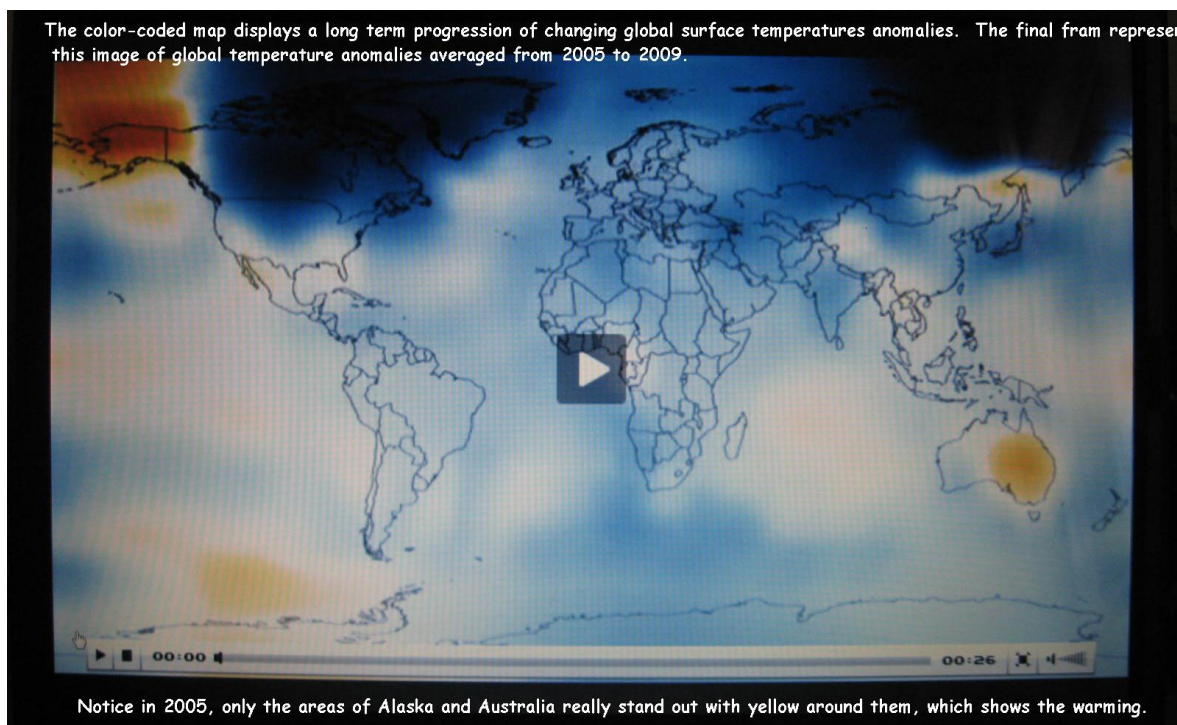 The color-coded map displays a long term progression of changing global surface temperatures anomalies. The final fram
this image of global temperature anomalies averaged from 2005 to 2009.
00:00
00:26
Notice in 2005, only the areas of Alaska and Australia really stand out with yellow around them, which shows the warming.